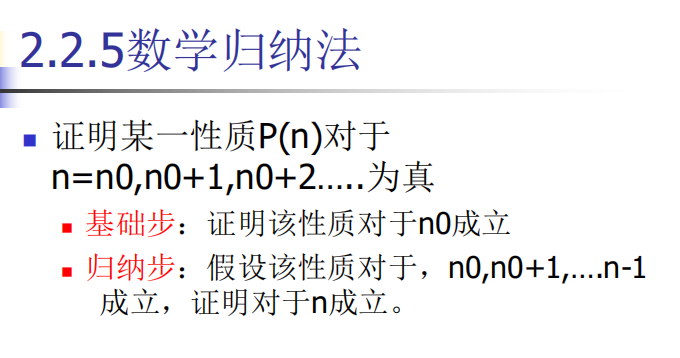 2.2.5数学归纳法
证明某一性质P(n)对于
n=n0,n0+1,n0+2…..为真
基础步：证明该性质对于n0成立
归纳步：假设该性质对于，n0,n0+1,….n-1
成立，证明对于n成立。